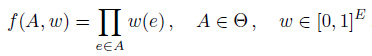 f(A, w) = ∏_{e∈A} w(e) , A ∈ Θ , w ∈ [0, 1]^E